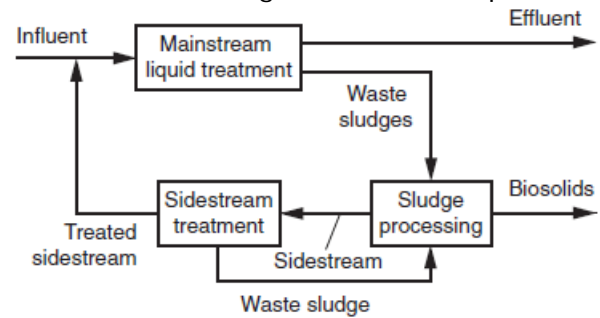 Effluent
Influent
Mainstream
liquid treatment
Waste
sludges
Biosolids
Sidestream
treatment
Sludge
processing
Treated
sidestream
Sidestream
Waste sludge